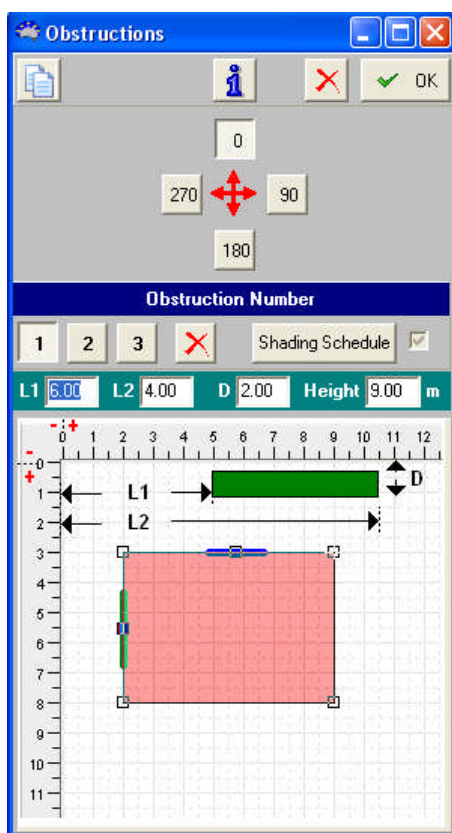 Obstructions
i OK
0
270 90
180
Obstruction Number
1 2 3 Shading Schedule
L1 6.00 L2 4.00 D 2.00 Height 9.00 m
- +
0 1 2 3 4 5 6 7 8 9 10 11 12
-
+
0
1
2
3
4
5
6
7
8
9
10
11
L1
L2
D